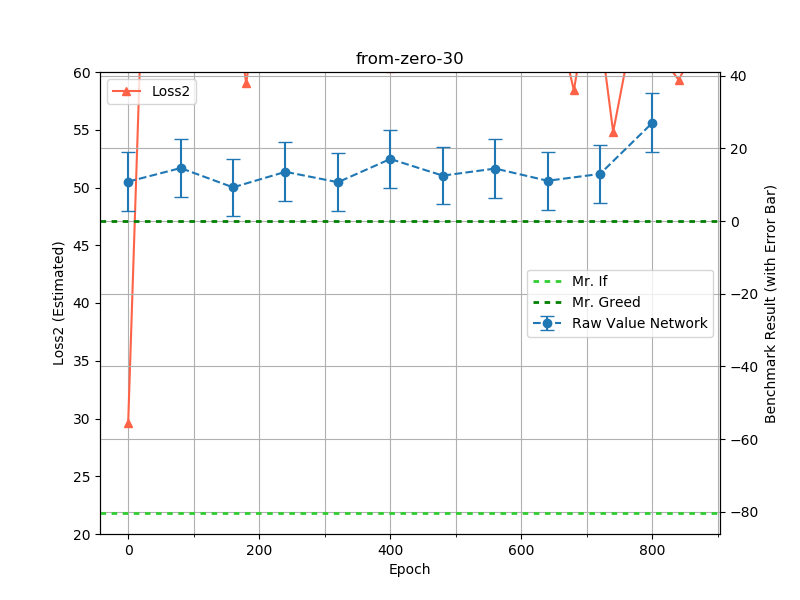 from-zero-30
60
55
50
45
40
35
30
25
20
Loss2 (Estimated)
Loss2
40
20
0
−20
−40
−60
−80
Benchmark Result (with Error Bar)
Mr. If
Mr. Greed
Raw Value Network
0
200
400
600
800
Epoch